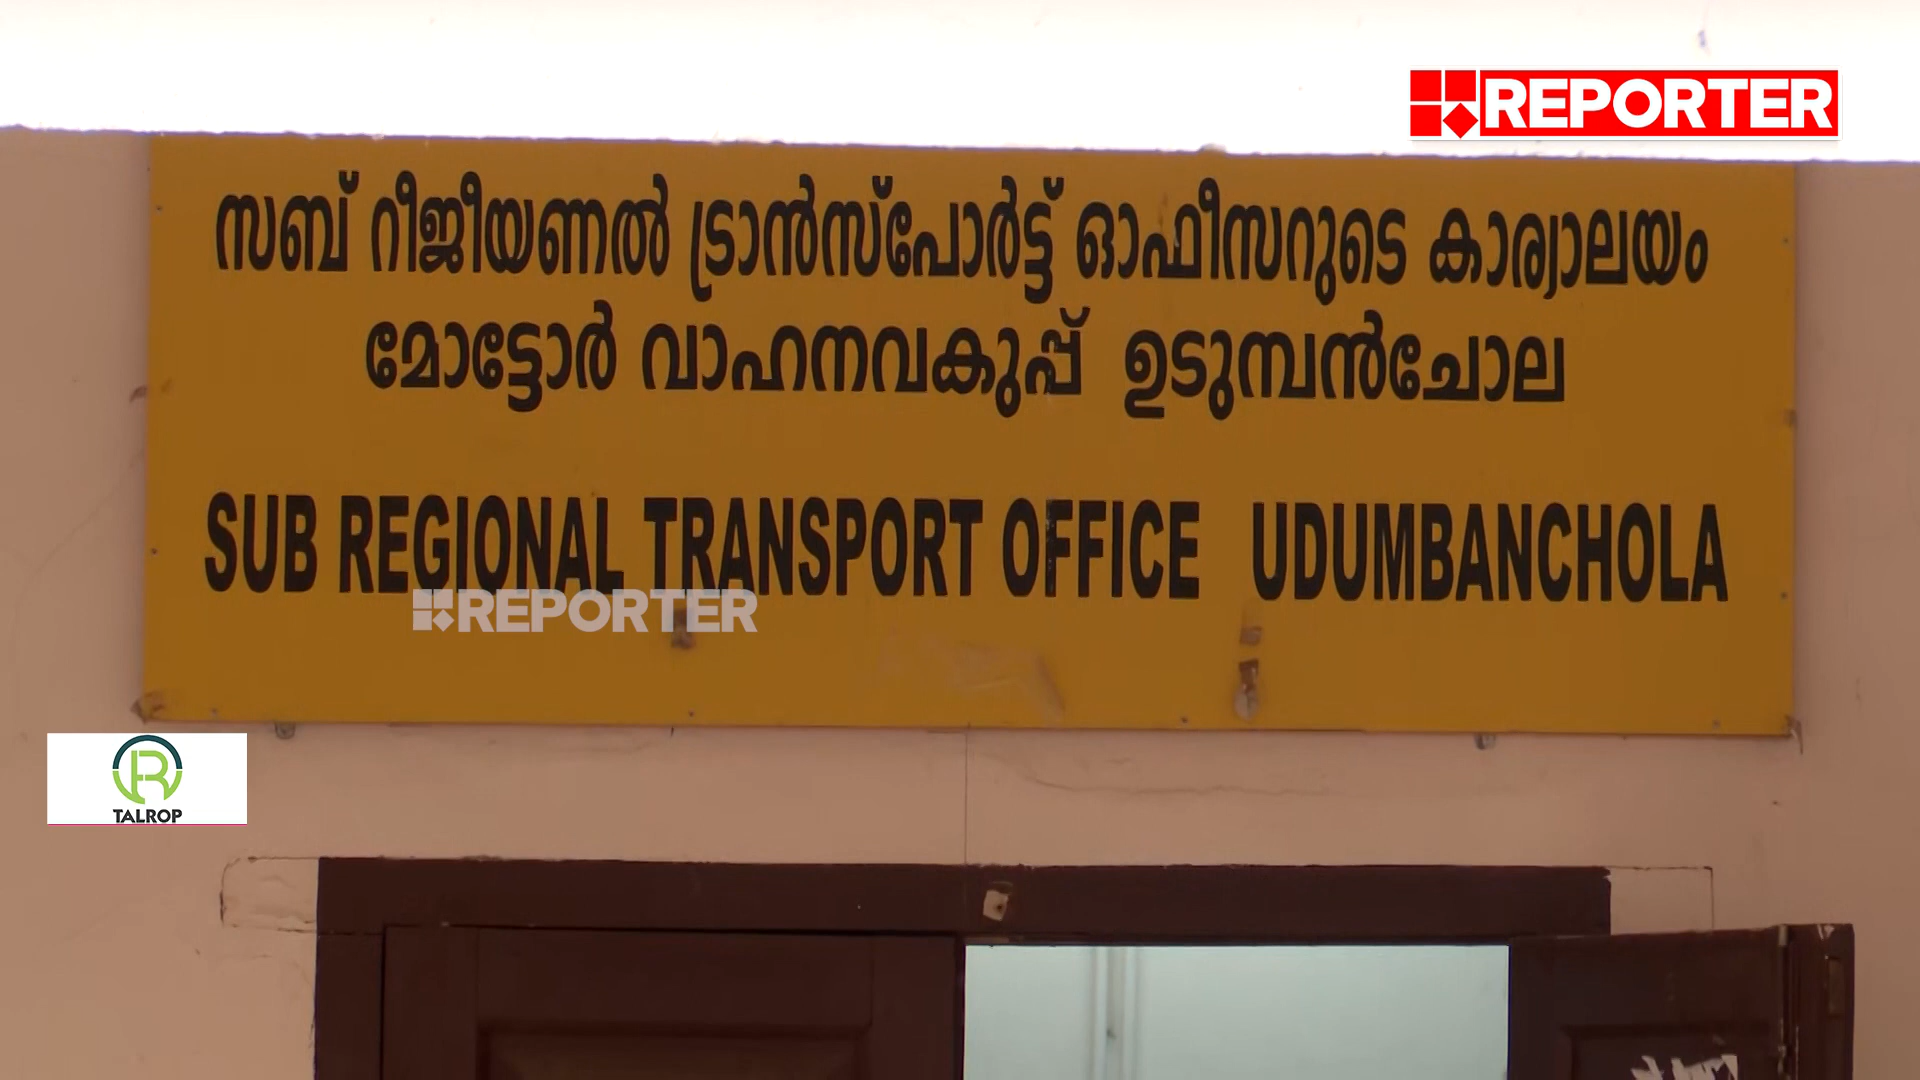 REPORTER
സബ് റീജീയണൽ ട്രാൻസ്പോർട്ട് ഓഫീസറുടെ കാര്യാലയം
മോട്ടോർ വാഹനവകുപ്പ് ഉടുമ്പൻചോല
SUB REGIONAL TRANSPORT OFFICE UDUMBANCHOLA
REPORTER
TALROP